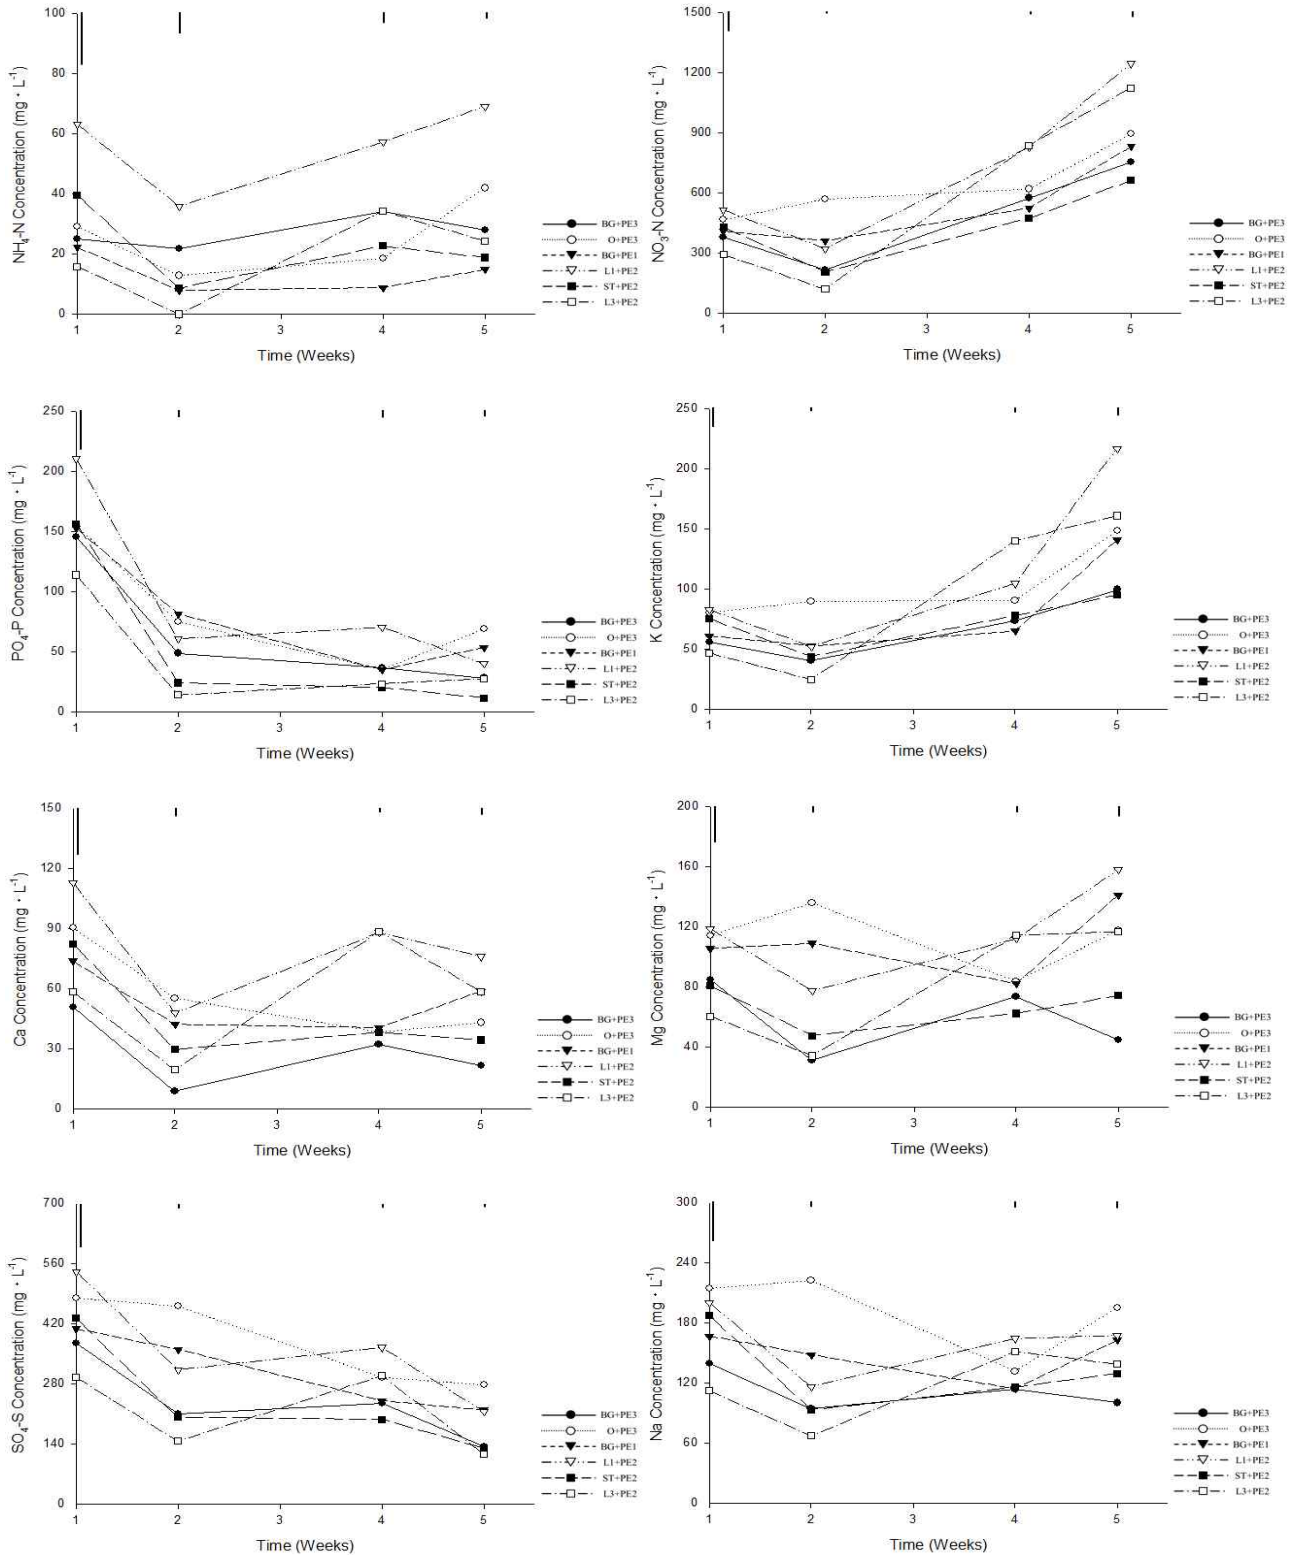 NH₄-N Concentration (mg・L⁻¹)
100
80
60
40
20
0
1 2 3 4 5
Time (Weeks)
BG+PE3
O+PE3
BG+PE1
L1+PE2
ST+PE2
L3+PE2
NO₃-N Concentration (mg・L⁻¹)
1500
1200
900
600
300
0
1 2 3 4 5
Time (Weeks)
BG+PE3
O+PE3
BG+PE1
L1+PE2
ST+PE2
L3+PE2
PO₄-P Concentration (mg・L⁻¹)
250
200
150
100
50
0
1 2 3 4 5
Time (Weeks)
BG+PE3
O+PE3
BG+PE1
L1+PE2
ST+PE2
L3+PE2
K Concentration (mg・L⁻¹)
250
200
150
100
50
0
1 2 3 4 5
Time (Weeks)
BG+PE3
O+PE3
BG+PE1
L1+PE2
ST+PE2
L3+PE2
Ca Concentration (mg・L⁻¹)
150
120
90
60
30
0
1 2 3 4 5
Time (Weeks)
BG+PE3
O+PE3
BG+PE1
L1+PE2
ST+PE2
L3+PE2
Mg Concentration (mg・L⁻¹)
200
160
120
80
40
0
1 2 3 4 5
Time (Weeks)
BG+PE3
O+PE3
BG+PE1
L1+PE2
ST+PE2
L3+PE2
SO₄-S Concentration (mg・L⁻¹)
700
560
420
280
140
0
1 2 3 4 5
Time (Weeks)
BG+PE3
O+PE3
BG+PE1
L1+PE2
ST+PE2
L3+PE2
Na Concentration (mg・L⁻¹)
300
240
180
120
60
0
1 2 3 4 5
Time (Weeks)
BG+PE3
O+PE3
BG+PE1
L1+PE2
ST+PE2
L3+PE2